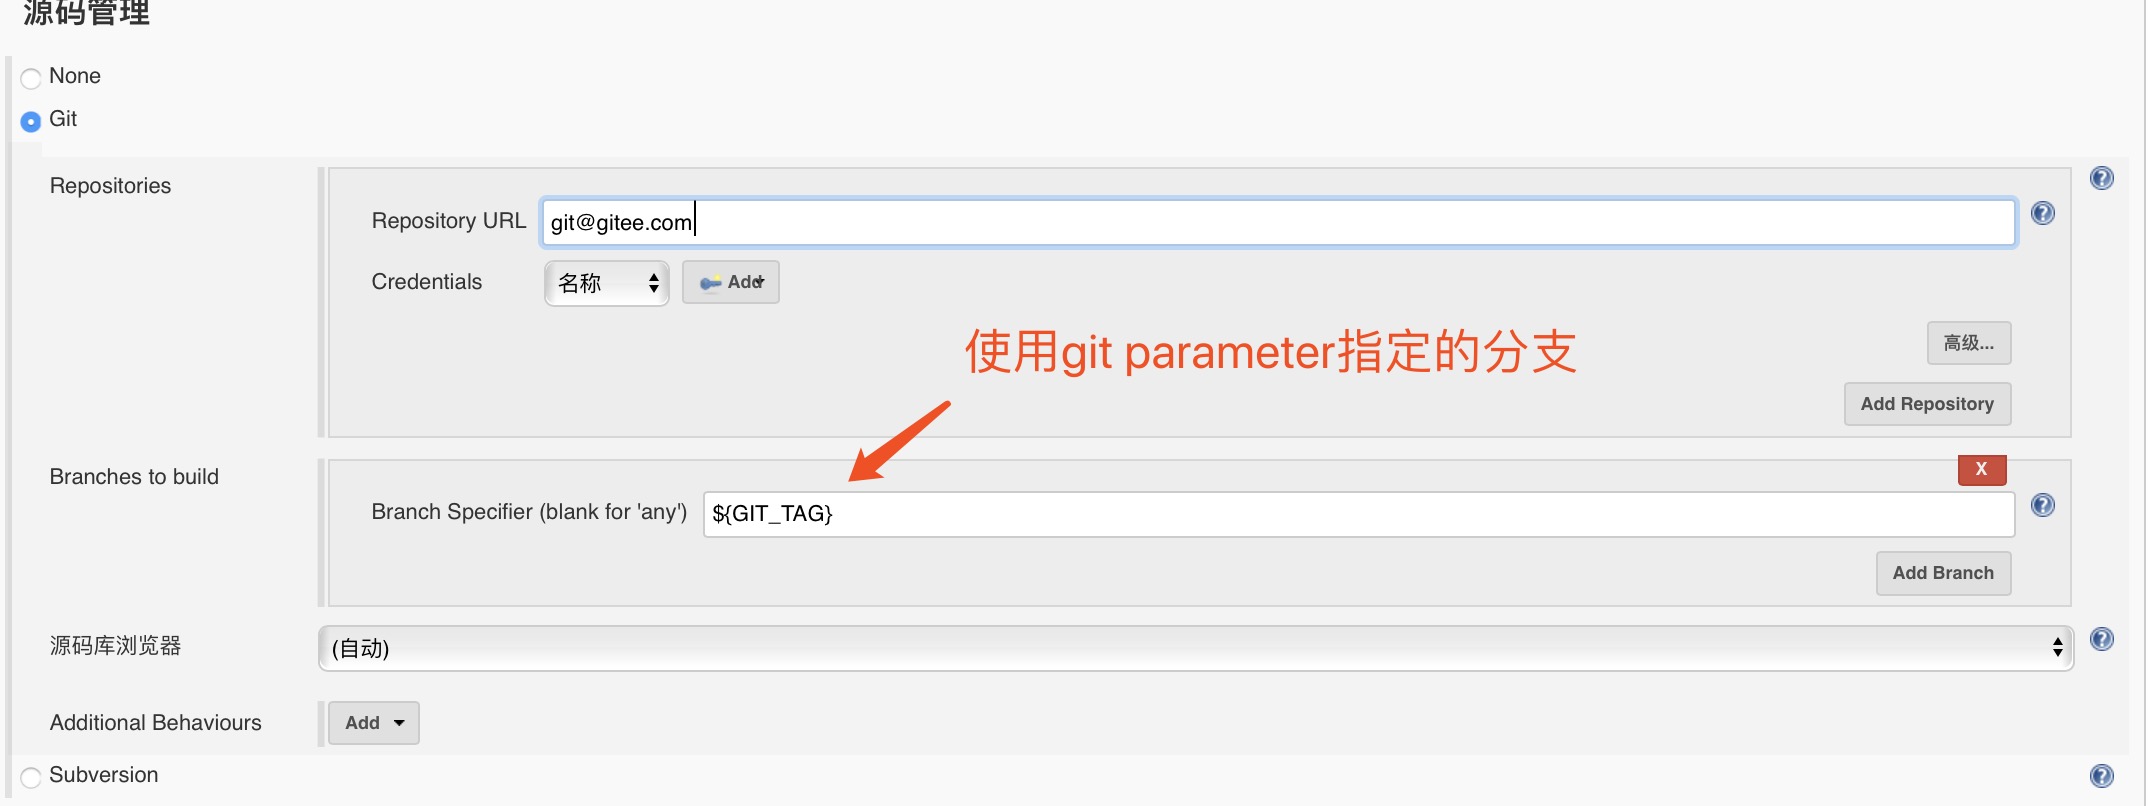 源码管理
None
Git
Repositories
Repository URL git@gitee.com
Credentials 名称 Add
使用git parameter指定的分支
高级...
Add Repository
Branches to build
X
Branch Specifier (blank for 'any') ${GIT_TAG}
Add Branch
源码库浏览器 (自动)
Additional Behaviours Add
Subversion